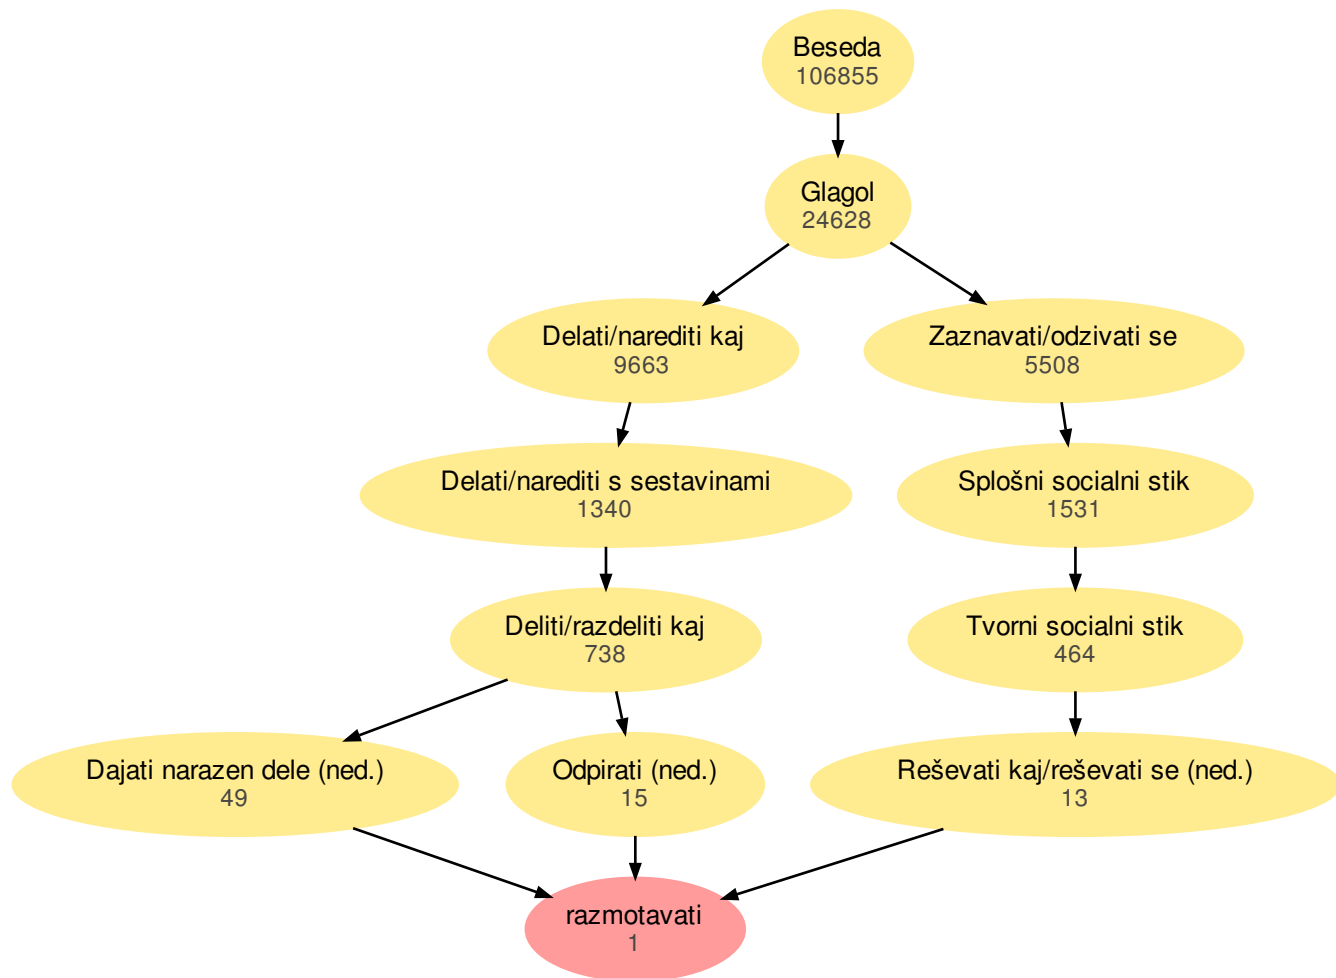 Beseda
106855
Glagol
24628
Delati/narediti kaj
9663
Zaznavati/odzivati se
5508
Delati/narediti s sestavinami
1340
Splošni socialni stik
1531
Deliti/razdeliti kaj
738
Tvorni socialni stik
464
Dajati narazen dele (ned.)
49
Odpirati (ned.)
15
Reševati kaj/reševati se (ned.)
13
razmotavati
1